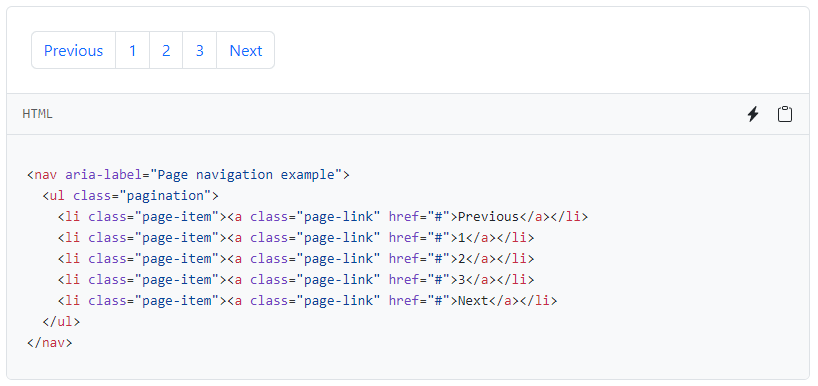 Previous 1 2 3 Next
HTML
<nav aria-label="Page navigation example">
  <ul class="pagination">
    <li class="page-item"><a class="page-link" href="#">Previous</a></li>
    <li class="page-item"><a class="page-link" href="#">1</a></li>
    <li class="page-item"><a class="page-link" href="#">2</a></li>
    <li class="page-item"><a class="page-link" href="#">3</a></li>
    <li class="page-item"><a class="page-link" href="#">Next</a></li>
  </ul>
</nav>